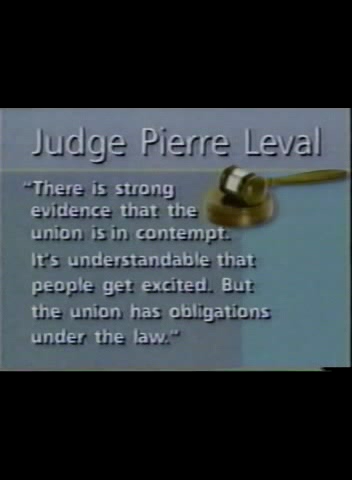 Judge Pierre Leval
"There is strong
evidence that the
union is in contempt.
It's understandable that
people get excited. But
the union has obligations
under the law."